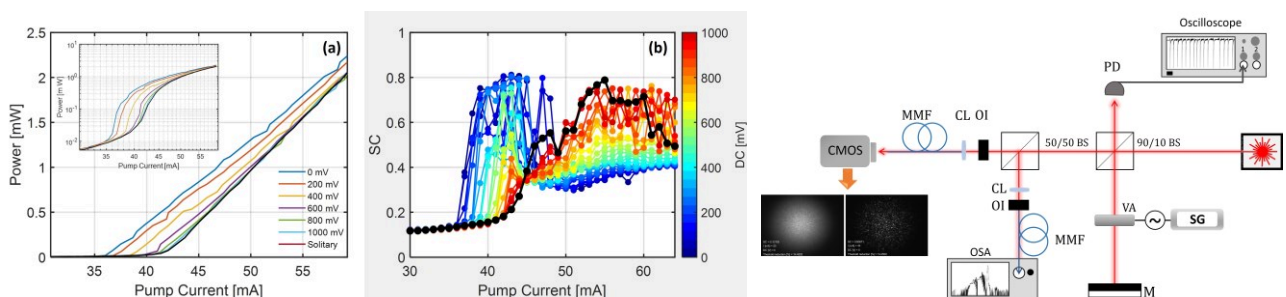 (a)
Power [mW]
2.5
2
1.5
1
0.5
0
35 40 45 50 55
Pump Current [mA]
Power [m W]
10^1
10^0
10^-1
10^-2
35 40 45 50 55
Pump Current [mA]
0 mV
200 mV
400 mV
600 mV
800 mV
1000 mV
Solitary
(b)
SC
1
0.8
0.6
0.4
0.2
0
30 40 50 60
Pump Current [mA]
1000
800
600
400
200
0
DC [mV]
Oscilloscope
1 2
PD
MMF CL OI
CMOS
50/50 BS 90/10 BS
CL
OI
VA
SG
MMF
OSA
M